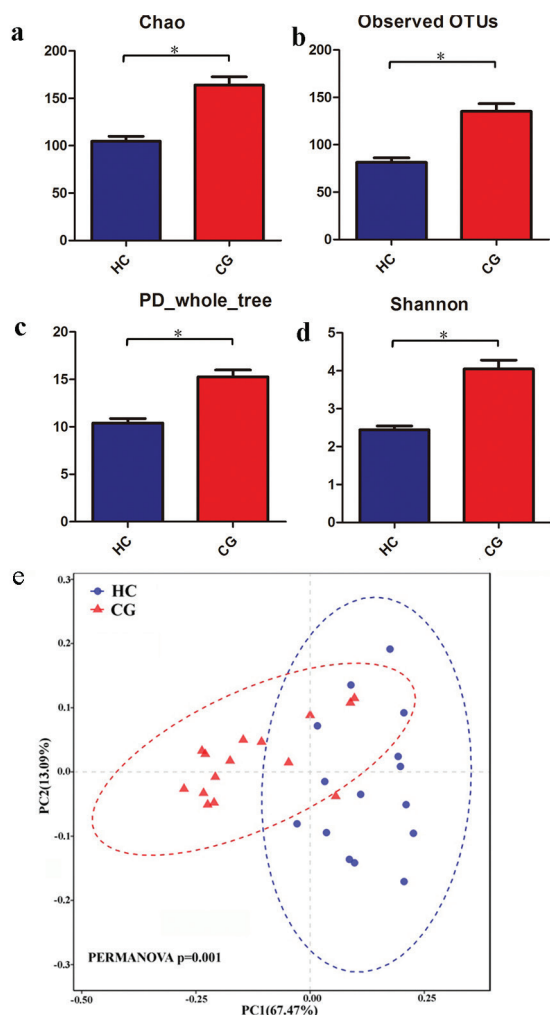 a
Chao
*
200
150
100
50
0
HC
CG
b
Observed OTUs
*
200
150
100
50
0
HC
CG
c
PD_whole_tree
*
20
15
10
5
0
HC
CG
d
Shannon
*
5
4
3
2
1
0
HC
CG
e
HC
CG
0.3
0.2
0.1
0.0
-0.1
-0.2
-0.3
PC2(13.09%)
PERMANOVA p=0.001
-0.50
-0.25
0.00
0.25
PC1(67.47%)